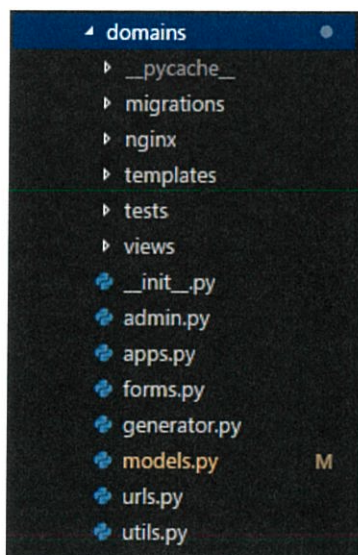 domains
__pycache__
migrations
nginx
templates
tests
views
__init__.py
admin.py
apps.py
forms.py
generator.py
models.py M
urls.py
utils.py